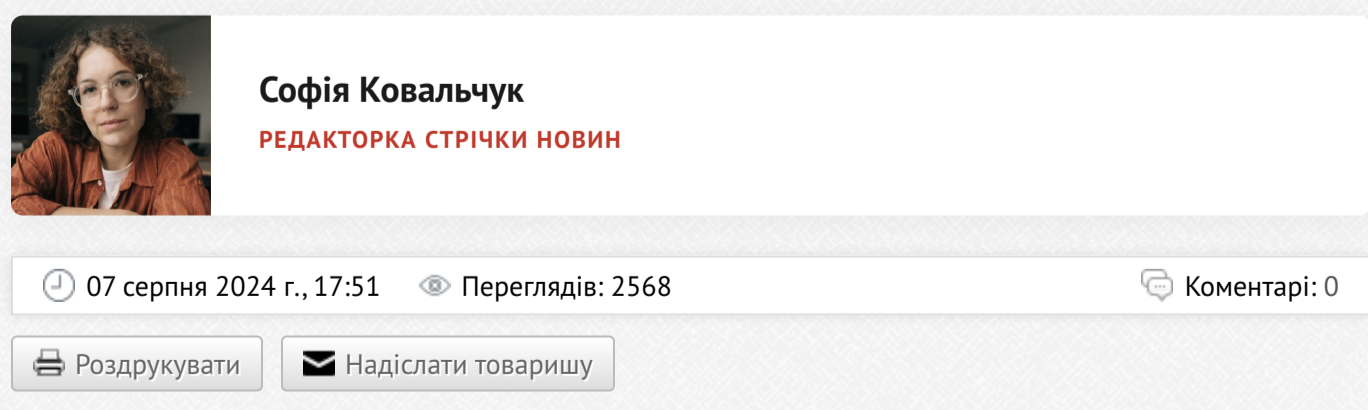 Софія Ковальчук
РЕДАКТОРКА СТРІЧКИ НОВИН
07 серпня 2024 г., 17:51 Переглядів: 2568 Коментарі: 0
Роздрукувати Надіслати товаришу